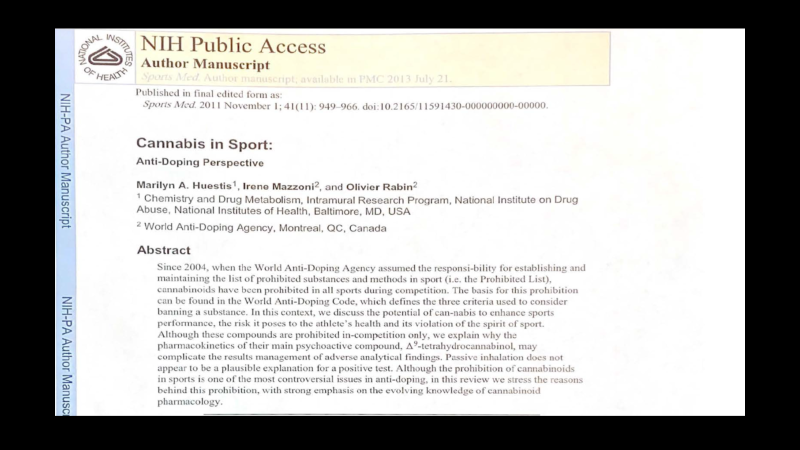 NATIONAL INSTITUTES
OF HEALTH
NIH Public Access
Author Manuscript
Sports Med. Author manuscript; available in PMC 2013 July 21.
Published in final edited form as:
Sports Med. 2011 November 1; 41(11): 949–966. doi:10.2165/11591430-000000000-00000.
NIH-PA Author Manuscript
NIH-PA Author Manuscript
Cannabis in Sport:
Anti-Doping Perspective
Marilyn A. Huestis1, Irene Mazzoni2, and Olivier Rabin2
1 Chemistry and Drug Metabolism, Intramural Research Program, National Institute on Drug
Abuse, National Institutes of Health, Baltimore, MD, USA
2 World Anti-Doping Agency, Montreal, QC, Canada
Abstract
Since 2004, when the World Anti-Doping Agency assumed the responsi-bility for establishing and
maintaining the list of prohibited substances and methods in sport (i.e. the Prohibited List),
cannabinoids have been prohibited in all sports during competition. The basis for this prohibition
can be found in the World Anti-Doping Code, which defines the three criteria used to consider
banning a substance. In this context, we discuss the potential of can-nabis to enhance sports
performance, the risk it poses to the athlete's health and its violation of the spirit of sport.
Although these compounds are prohibited in-competition only, we explain why the
pharmacokinetics of their main psychoactive compound, Δ9-tetrahydrocannabinol, may
complicate the results management of adverse analytical findings. Passive inhalation does not
appear to be a plausible explanation for a positive test. Although the prohibition of cannabinoids
in sports is one of the most controversial issues in anti-doping, in this review we stress the reasons
behind this prohibition, with strong emphasis on the evolving knowledge of cannabinoid
pharmacology.